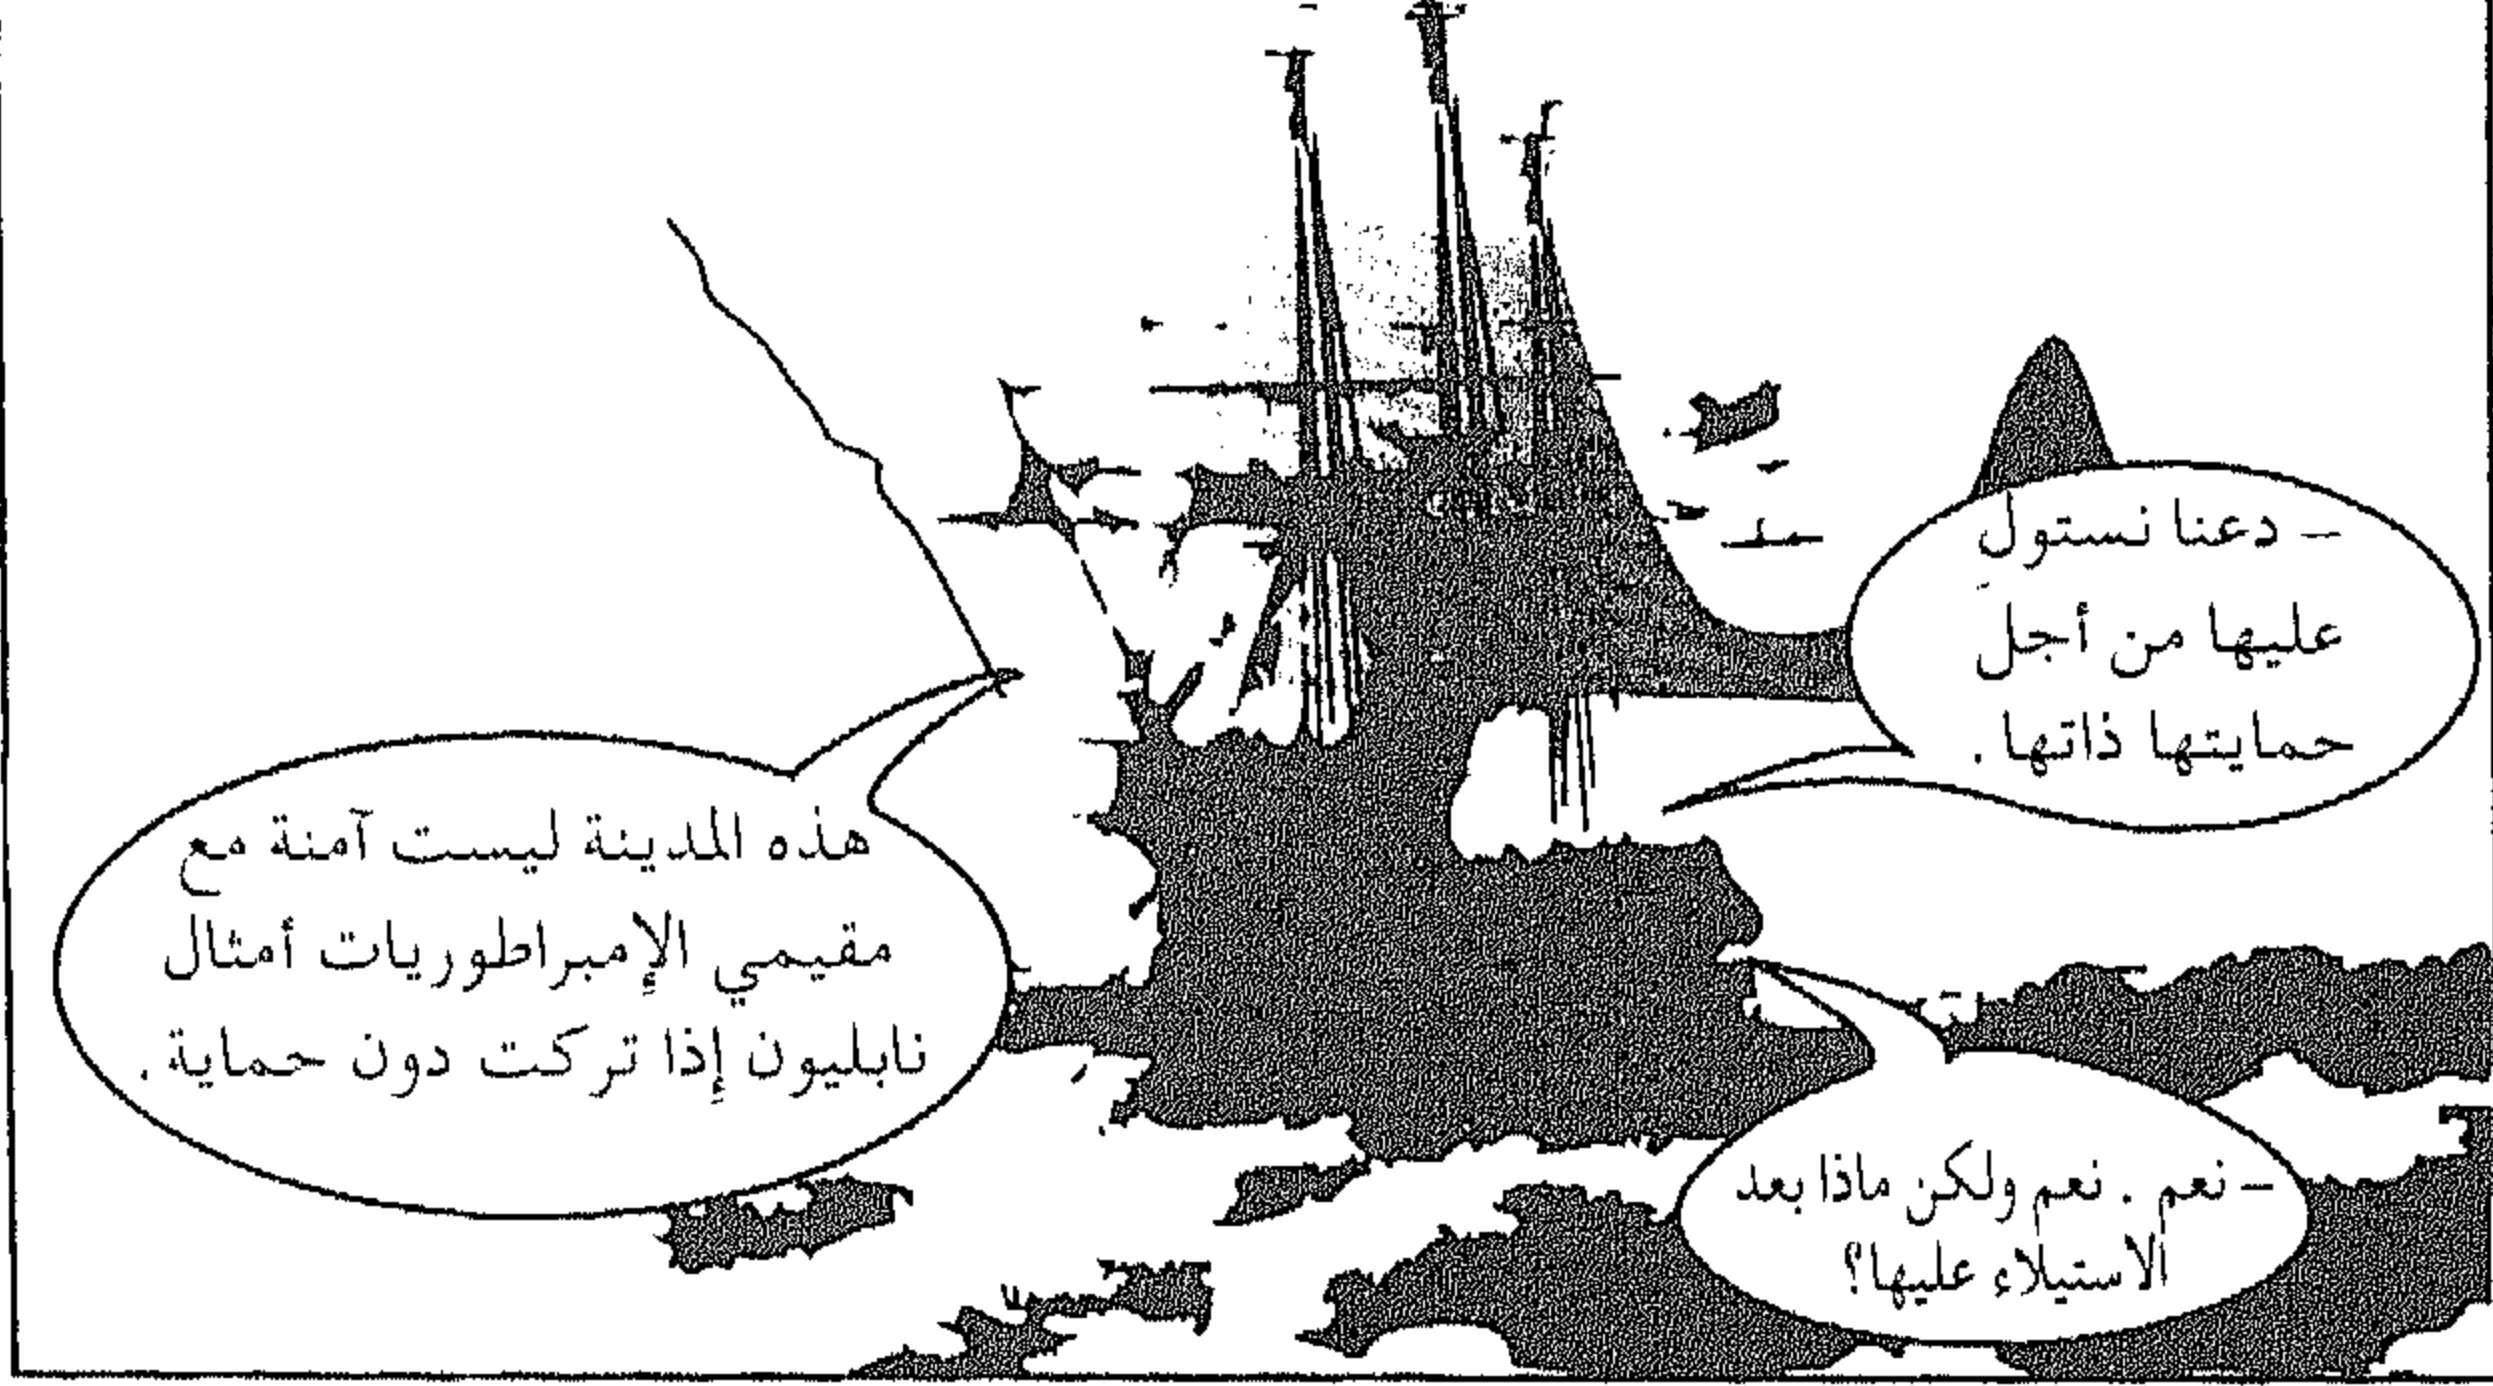 – دعنا نستول
عليها من أجل
حمايتها ذاتها .
هذه المدينة ليست آمنة مع
مقيمي الإمبراطوريات أمثال
نابليون إذا تركت دون حماية .
– نعم . نعم ولكن ماذا بعد
الاستيلاء عليها؟